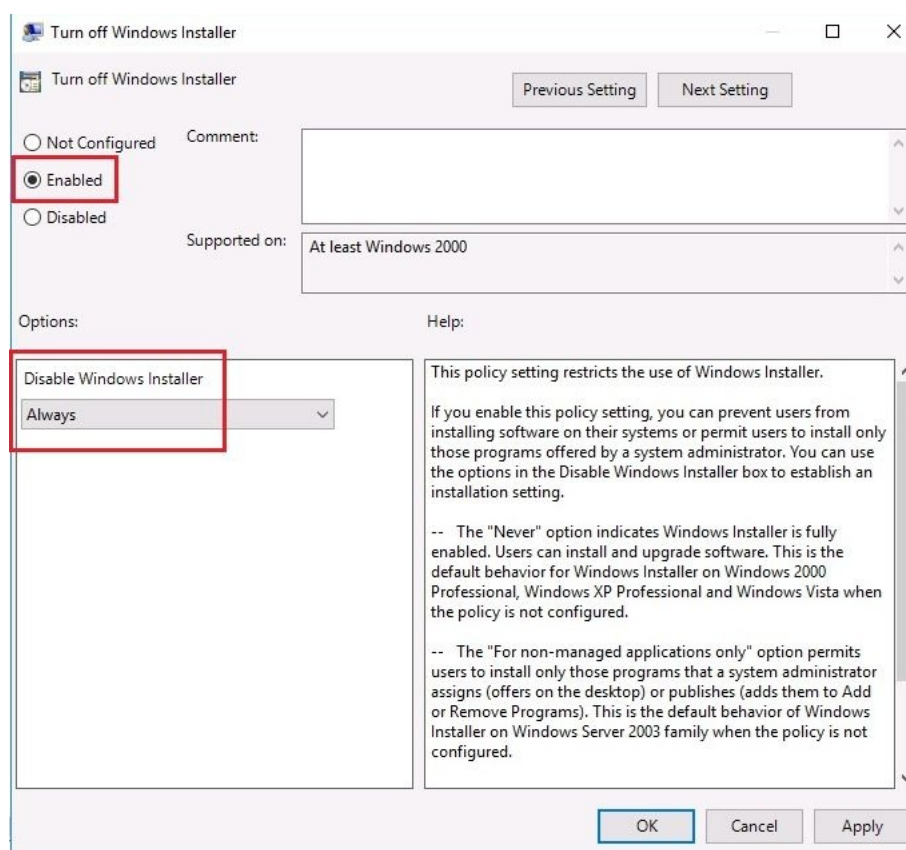 Turn off Windows Installer
Turn off Windows Installer
Previous Setting
Next Setting
Not Configured
Comment:
Enabled
Disabled
Supported on:
At least Windows 2000
Options:
Help:
Disable Windows Installer
Always
This policy setting restricts the use of Windows Installer.
If you enable this policy setting, you can prevent users from
installing software on their systems or permit users to install only
those programs offered by a system administrator. You can use
the options in the Disable Windows Installer box to establish an
installation setting.
-- The "Never" option indicates Windows Installer is fully
enabled. Users can install and upgrade software. This is the
default behavior for Windows Installer on Windows 2000
Professional, Windows XP Professional and Windows Vista when
the policy is not configured.
-- The "For non-managed applications only" option permits
users to install only those programs that a system administrator
assigns (offers on the desktop) or publishes (adds them to Add
or Remove Programs). This is the default behavior of Windows
Installer on Windows Server 2003 family when the policy is not
configured.
OK
Cancel
Apply